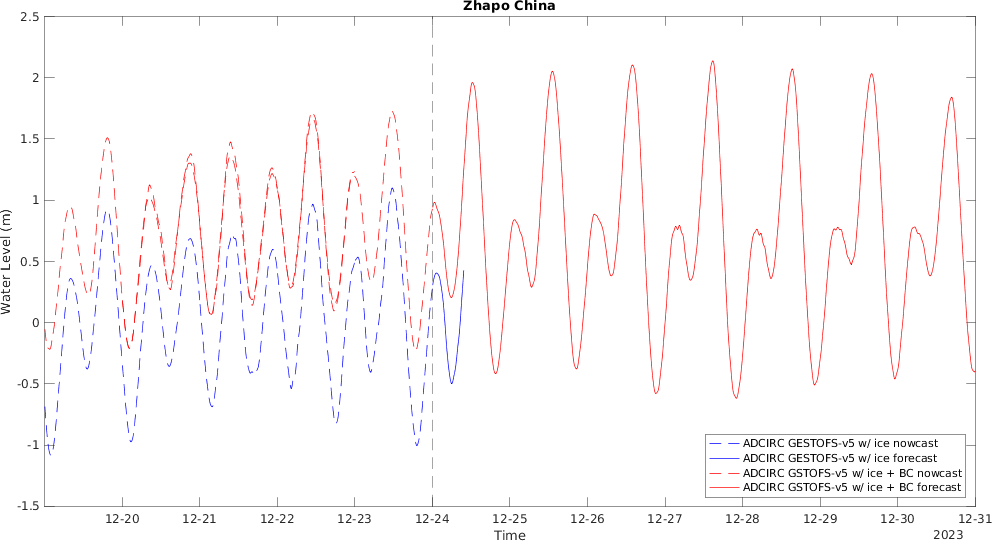 Zhapo China
2.5
2
1.5
1
0.5
0
-0.5
-1
-1.5
Water Level (m)
12-20 12-21 12-22 12-23 12-24 12-25 12-26 12-27 12-28 12-29 12-30 12-31
Time
2023
ADCIRC GESTOFS-v5 w/ ice nowcast
ADCIRC GESTOFS-v5 w/ ice forecast
ADCIRC GSTOFS-v5 w/ ice + BC nowcast
ADCIRC GSTOFS-v5 w/ ice + BC forecast